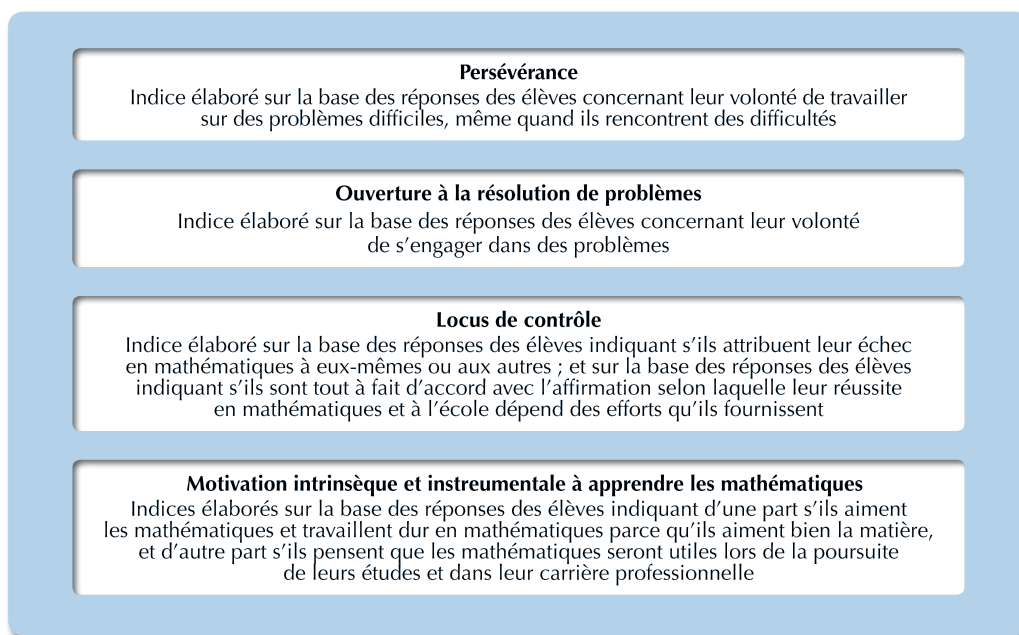 Persévérance
Indice élaboré sur la base des réponses des élèves concernant leur volonté de travailler
sur des problèmes difficiles, même quand ils rencontrent des difficultés
Ouverture à la résolution de problèmes
Indice élaboré sur la base des réponses des élèves concernant leur volonté
de s’engager dans des problèmes
Locus de contrôle
Indice élaboré sur la base des réponses des élèves indiquant s’ils attribuent leur échec
en mathématiques à eux-mêmes ou aux autres ; et sur la base des réponses des élèves
indiquant s’ils sont tout à fait d’accord avec l’affirmation selon laquelle leur réussite
en mathématiques et à l’école dépend des efforts qu’ils fournissent
Motivation intrinsèque et instreumentale à apprendre les mathématiques
Indices élaborés sur la base des réponses des élèves indiquant d’une part s’ils aiment
les mathématiques et travaillent dur en mathématiques parce qu’ils aiment bien la matière,
et d’autre part s’ils pensent que les mathématiques seront utiles lors de la poursuite
de leurs études et dans leur carrière professionnelle